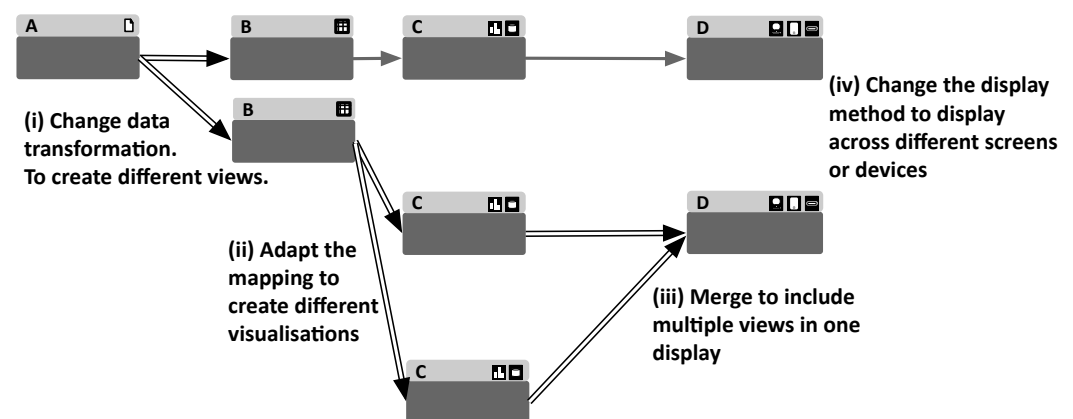 A
B
C
D
(iv) Change the display
method to display
across different screens
or devices
B
(i) Change data
transformation.
To create different views.
C
D
(ii) Adapt the
mapping to
create different
visualisations
(iii) Merge to include
multiple views in one
display
C